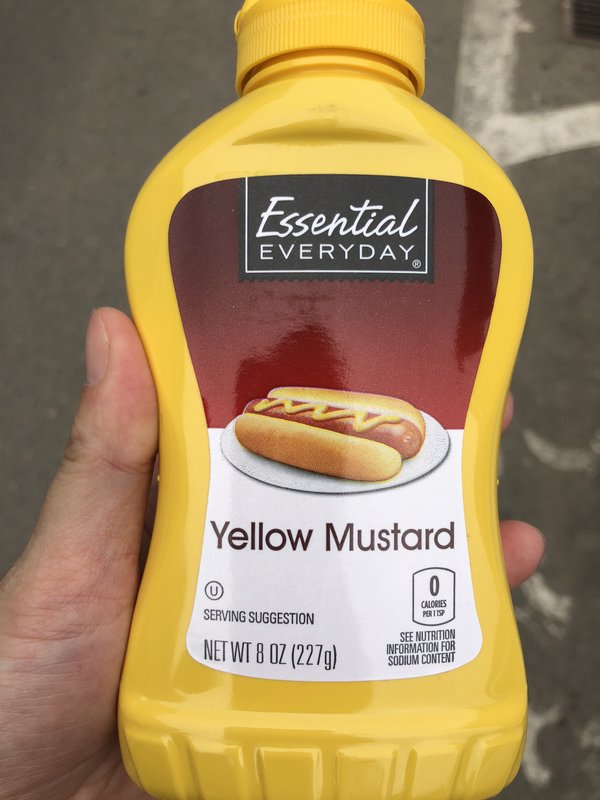 Essential
EVERYDAY®
Yellow Mustard
U
SERVING SUGGESTION
NET WT 8 OZ (227g)
0
CALORIES
PER 1 TSP
SEE NUTRITION
INFORMATION FOR
SODIUM CONTENT